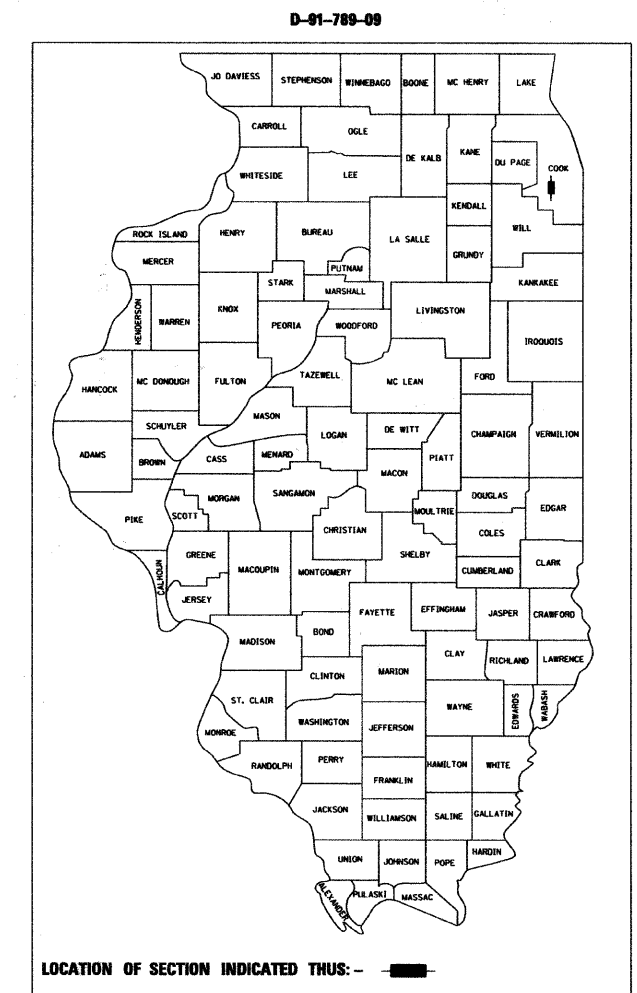 D-91-789-09
JO DAVIESS
STEPHENSON
WINNEBAGO
BOONE
MC HENRY
LAKE
CARROLL
OGLE
DE KALB
KANE
DU PAGE
COOK
WHITESIDE
LEE
KENDALL
WILL
ROCK ISLAND
HENRY
BUREAU
LA SALLE
GRUNDY
MERCER
PUTNAM
STARK
MARSHALL
KANKAKEE
HENDERSON
WARREN
KNOX
PEORIA
WOODFORD
LIVINGSTON
IROQUOIS
HANCOCK
MC DONOUGH
FULTON
TAZEWELL
MC LEAN
FORD
MASON
SCHUYLER
ADAMS
BROWN
CASS
MENARD
LOGAN
DE WITT
PIATT
CHAMPAIGN
VERMILION
MACON
MORGAN
SANGAMON
SCOTT
PIKE
CHRISTIAN
MOULTRIE
DOUGLAS
EDGAR
COLES
SHELBY
GREENE
CALHOUN
MACOUPIN
MONTGOMERY
CUMBERLAND
CLARK
JERSEY
FAYETTE
EFFINGHAM
JASPER
CRAWFORD
MADISON
BOND
CLAY
RICHLAND
LAWRENCE
CLINTON
MARION
ST. CLAIR
WASHINGTON
WAYNE
EDWARDS
WABASH
MONROE
JEFFERSON
RANDOLPH
PERRY
HAMILTON
WHITE
FRANKLIN
JACKSON
WILLIAMSON
SALINE
GALLATIN
UNION
JOHNSON
POPE
HARDIN
ALEXANDER
PULASKI
MASSAC
LOCATION OF SECTION INDICATED THUS: -